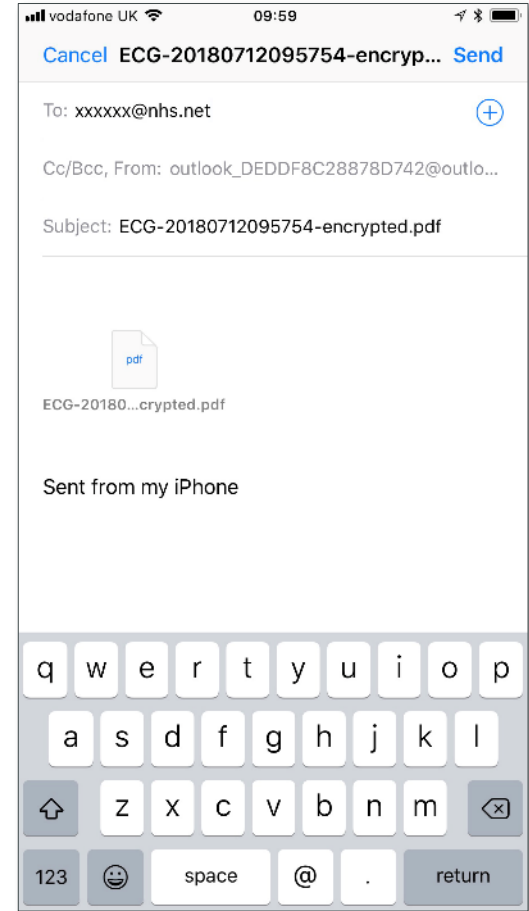 vodafone UK 09:59
Cancel ECG-20180712095754-encryp... Send
To: xxxxxx@nhs.net
Cc/Bcc, From: outlook_DEDDF8C28878D742@outlo...
Subject: ECG-20180712095754-encrypted.pdf
pdf
ECG-20180...crypted.pdf
Sent from my iPhone
q w e r t y u i o p
a s d f g h j k l
z x c v b n m
123 space @ . return